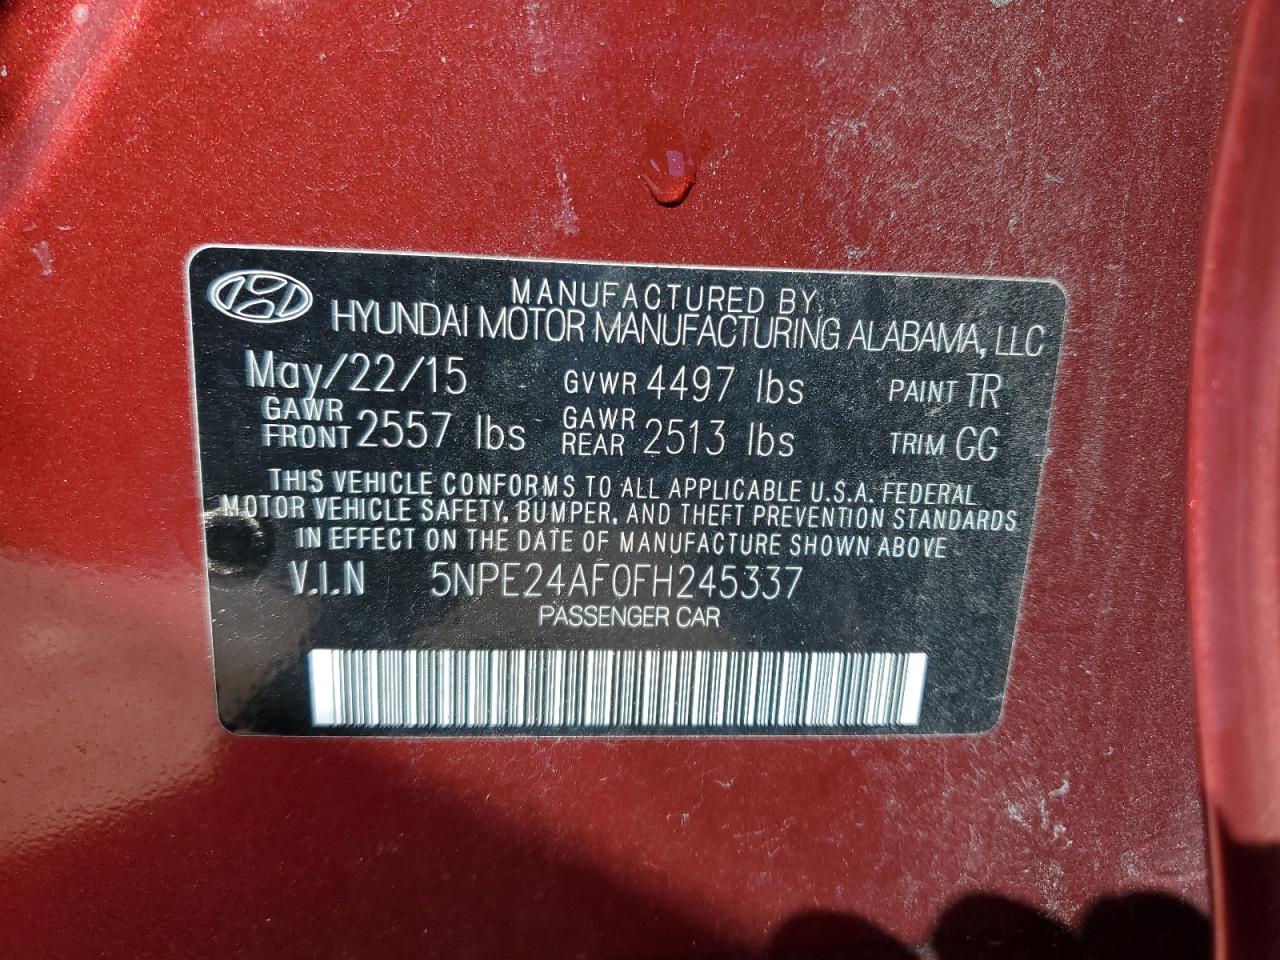 MANUFACTURED BY:
HYUNDAI MOTOR MANUFACTURING ALABAMA, LLC
May/22/15 GVWR 4497 lbs PAINT TR
GAWR FRONT 2557 lbs GAWR REAR 2513 lbs TRIM GG
THIS VEHICLE CONFORMS TO ALL APPLICABLE U.S.A. FEDERAL
MOTOR VEHICLE SAFETY, BUMPER, AND THEFT PREVENTION STANDARDS
IN EFFECT ON THE DATE OF MANUFACTURE SHOWN ABOVE
V.I.N 5NPE24AF0FH245337
PASSENGER CAR